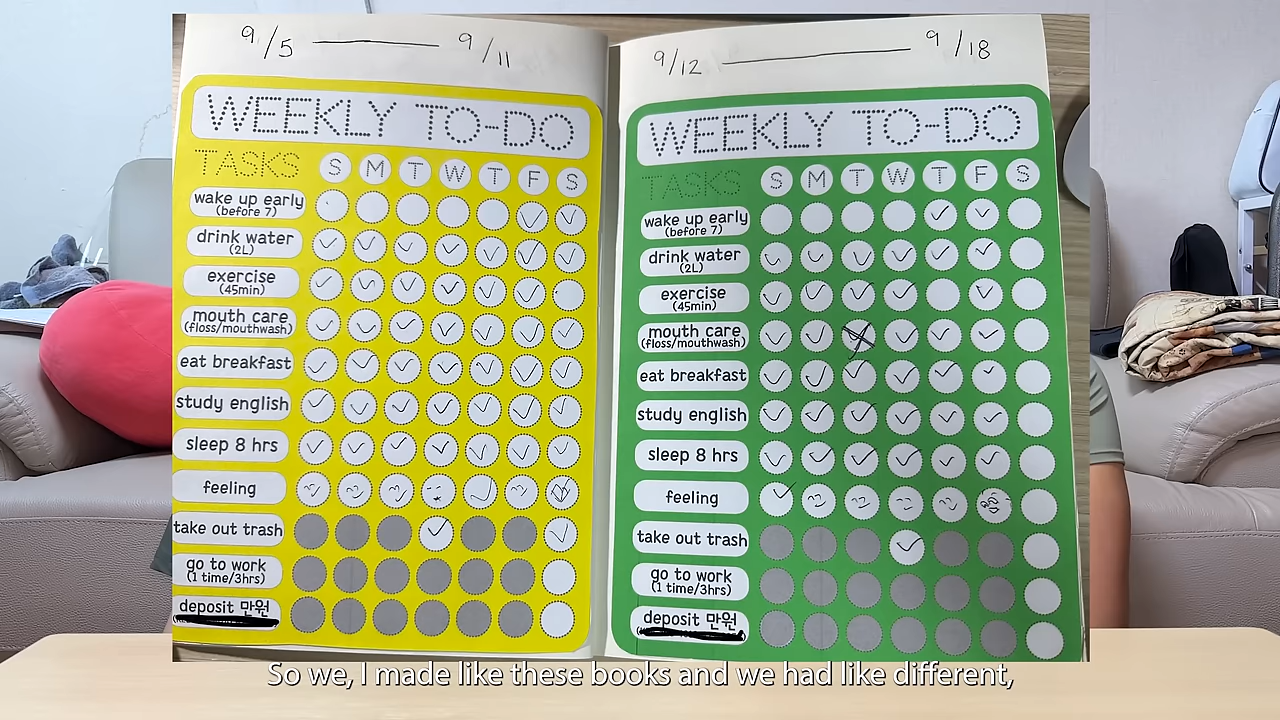 9/5 ——— 9/11
WEEKLY TO-DO
TASKS S M T W T F S
wake up early
(before 7)
drink water
(2L)
exercise
(45min)
mouth care
(floss/mouthwash)
eat breakfast
study english
sleep 8 hrs
feeling
take out trash
go to work
(1 time/3hrs)
deposit 만원
9/12 ——— 9/18
WEEKLY TO-DO
TASKS S M T W T F S
wake up early
(before 7)
drink water
(2L)
exercise
(45min)
mouth care
(floss/mouthwash)
eat breakfast
study english
sleep 8 hrs
feeling
take out trash
go to work
(1 time/3hrs)
deposit 만원
So we, I made like these books and we had like different,